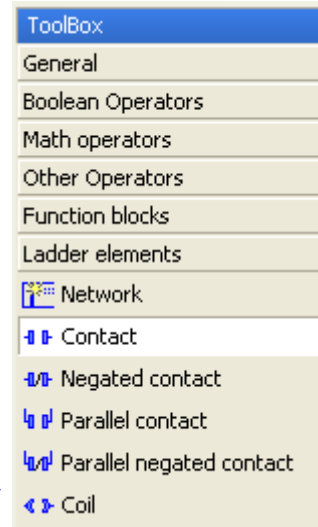 ToolBox
General
Boolean Operators
Math operators
Other Operators
Function blocks
Ladder elements
Network
Contact
Negated contact
Parallel contact
Parallel negated contact
Coil